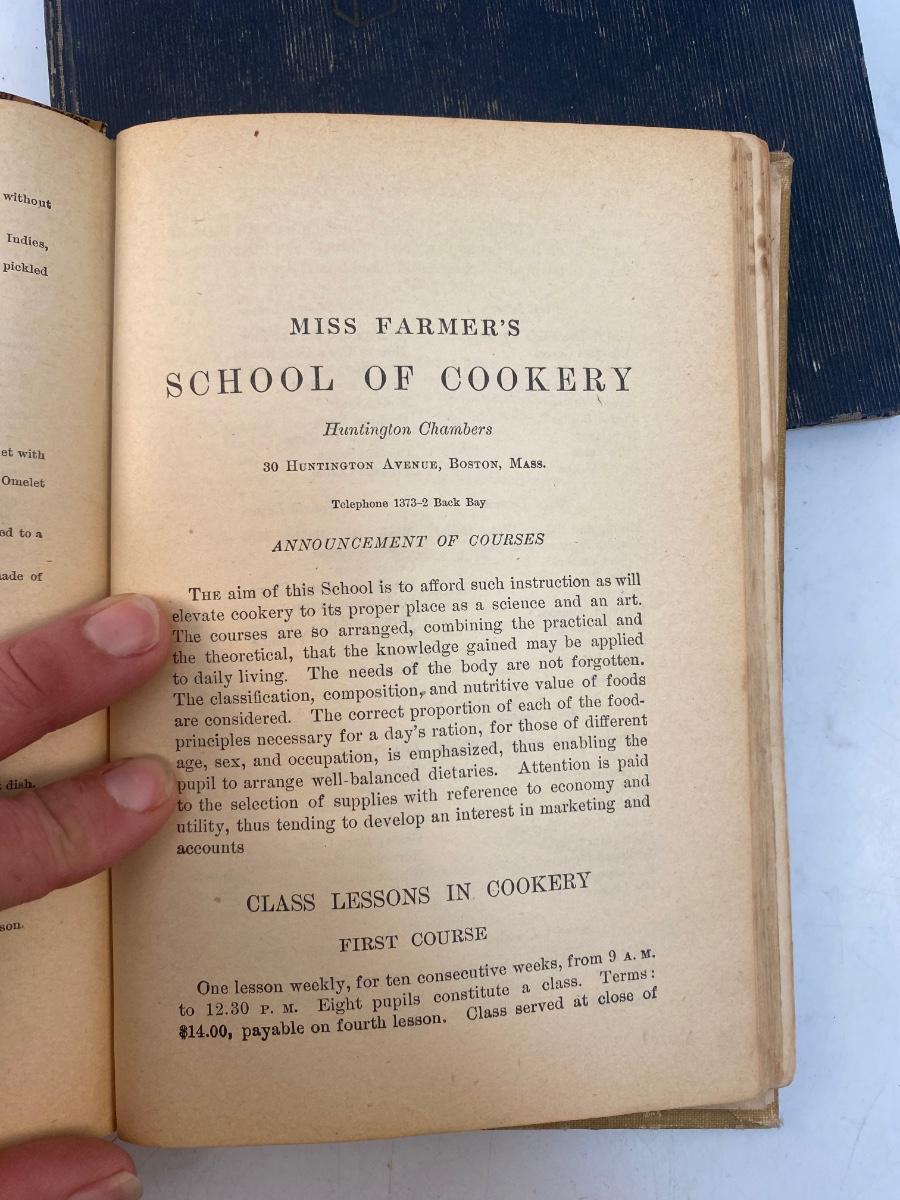 without
Indies,
pickled
et with
Omelet
ed to a
ade of
dish.
son.
MISS FARMER'S
SCHOOL OF COOKERY
Huntington Chambers
30 Huntington Avenue, Boston, Mass.
Telephone 1373-2 Back Bay
ANNOUNCEMENT OF COURSES
The aim of this School is to afford such instruction as will
elevate cookery to its proper place as a science and an art.
The courses are so arranged, combining the practical and
the theoretical, that the knowledge gained may be applied
to daily living. The needs of the body are not forgotten.
The classification, composition, and nutritive value of foods
are considered. The correct proportion of each of the food-
principles necessary for a day's ration, for those of different
age, sex, and occupation, is emphasized, thus enabling the
pupil to arrange well-balanced dietaries. Attention is paid
to the selection of supplies with reference to economy and
utility, thus tending to develop an interest in marketing and
accounts
CLASS LESSONS IN COOKERY
FIRST COURSE
One lesson weekly, for ten consecutive weeks, from 9 A. M.
to 12.30 P. M. Eight pupils constitute a class. Terms:
$14.00, payable on fourth lesson. Class served at close of